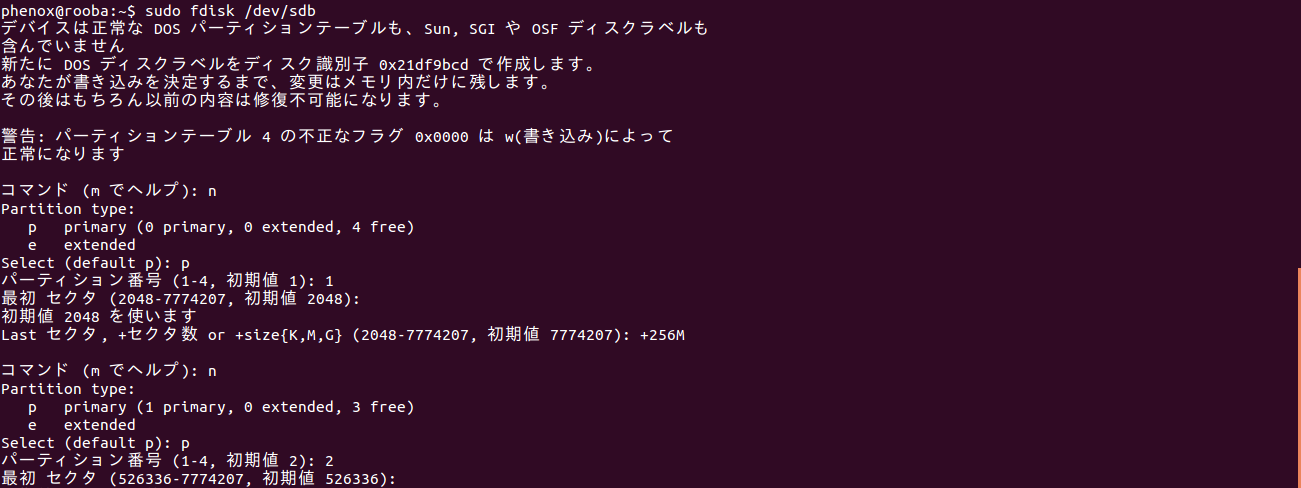 phenox@rooba:~$ sudo fdisk /dev/sdb
デバイスは正常な DOS パーティションテーブルも、Sun, SGI や OSF ディスクラベルも
含んでいません
新たに DOS ディスクラベルをディスク識別子 0x21df9bcd で作成します。
あなたが書き込みを決定するまで、変更はメモリ内だけに残します。
その後はもちろん以前の内容は修復不可能になります。

警告: パーティションテーブル 4 の不正なフラグ 0x0000 は w(書き込み)によって
正常になります

コマンド (m でヘルプ): n
Partition type:
   p   primary (0 primary, 0 extended, 4 free)
   e   extended
Select (default p): p
パーティション番号 (1-4, 初期値 1): 1
最初 セクタ (2048-7774207, 初期値 2048):
初期値 2048 を使います
Last セクタ, +セクタ数 or +size{K,M,G} (2048-7774207, 初期値 7774207): +256M

コマンド (m でヘルプ): n
Partition type:
   p   primary (1 primary, 0 extended, 3 free)
   e   extended
Select (default p): p
パーティション番号 (1-4, 初期値 2): 2
最初 セクタ (526336-7774207, 初期値 526336):